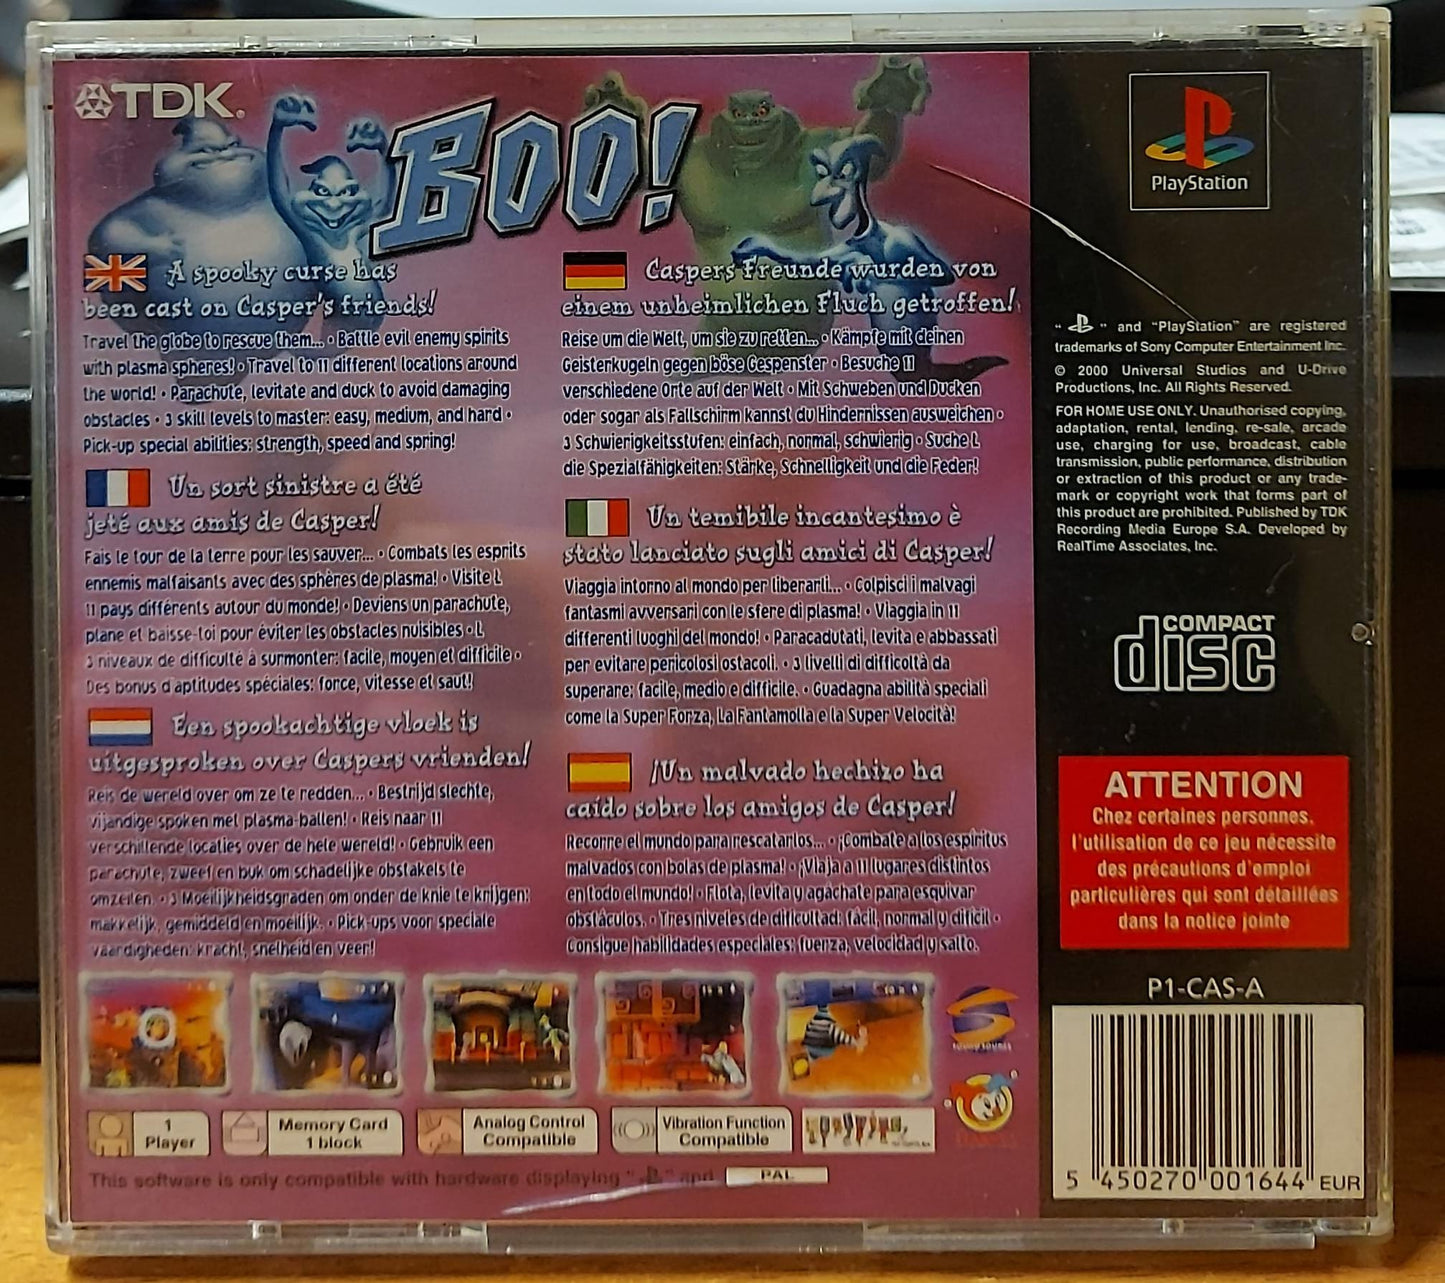 TDK
BOO!
A spooky curse has
been cast on Casper's friends!
Travel the globe to rescue them... • Battle evil enemy spirits
with plasma spheres! • Travel to 11 different locations around
the world! • Parachute, levitate and duck to avoid damaging
obstacles • 3 skill levels to master: easy, medium, and hard •
Pick-up special abilities: strength, speed and spring!
Un sort sinistre a été
jeté aux amis de Casper!
Fais le tour de la terre pour les sauver... • Combats les esprits
ennemis malfaisants avec des sphères de plasma! • Visite
11 pays différents autour du monde! • Deviens un parachute,
plane et baisse-toi pour éviter les obstacles nuisibles •
3 niveaux de difficulté à surmonter: facile, moyen et difficile •
Des bonus d'aptitudes spéciales: force, vitesse et saut!
Een spookachtige vloek is
uitgesproken over Caspers vrienden!
Reis de wereld over om ze te redden... • Bestrijd slechte,
vijandige spoken met plasma-ballen! • Reis naar 11
verschillende locaties over de hele wereld! • Gebruik een
parachute, zweef en buk om schadelijke obstakels te
omzeilen. • 3 Moeilijkheidsgraden om onder de knie te krijgen:
makkelijk, gemiddeld en moeilijk. • Pick-ups voor speciale
vaardigheden: kracht, snelheid en veer!
Caspers Freunde wurden von
einem unheimlichen Fluch getroffen!
Reise um die Welt, um sie zu retten... • Kämpfe mit deinen
Geisterkugeln gegen böse Gespenster • Besuche 11
verschiedene Orte auf der Welt • Mit Schweben und Ducken
oder sogar als Fallschirm kannst du Hindernissen ausweichen •
3 Schwierigkeitsstufen: einfach, normal, schwierig • Suche
die Spezialfähigkeiten: Stärke, Schnelligkeit und die Feder!
Un temibile incantesimo è
stato lanciato sugli amici di Casper!
Viaggia intorno al mondo per liberarli... • Colpisci i malvagi
fantasmi avversari con le sfere di plasma! • Viaggia in 11
differenti luoghi del mondo! • Paracadutati, levita e abbassati
per evitare pericolosi ostacoli. • 3 livelli di difficoltà da
superare: facile, medio e difficile. • Guadagna abilità speciali
come la Super Forza, La Fantamolla e la Super Velocità!
¡Un malvado hechizo ha
caído sobre los amigos de Casper!
Recorre el mundo para rescatarlos... • ¡Combate a los espíritus
malvados con bolas de plasma! • ¡Viaja a 11 lugares distintos
en todo el mundo! • Flota, levita y agáchate para esquivar
obstáculos. • Tres niveles de dificultad: fácil, normal y difícil •
Consigue habilidades especiales: fuerza, velocidad y salto.
1
Player
Memory Card
1 block
Analog Control
Compatible
Vibration Function
Compatible
This software is only compatible with hardware displaying " " and PAL
PlayStation
" " and "PlayStation" are registered
trademarks of Sony Computer Entertainment Inc.
© 2000 Universal Studios and U-Drive
Productions, Inc. All Rights Reserved.
FOR HOME USE ONLY. Unauthorised copying,
adaptation, rental, lending, re-sale, arcade
use, charging for use, broadcast, cable
transmission, public performance, distribution
or extraction of this product or any trade-
mark or copyright work that forms part of
this product are prohibited. Published by TDK
Recording Media Europe S.A. Developed by
RealTime Associates, Inc.
COMPACT
disc
ATTENTION
Chez certaines personnes,
l'utilisation de ce jeu nécessite
des précautions d'emploi
particulières qui sont détaillées
dans la notice jointe
P1-CAS-A
5 450270 001644 EUR